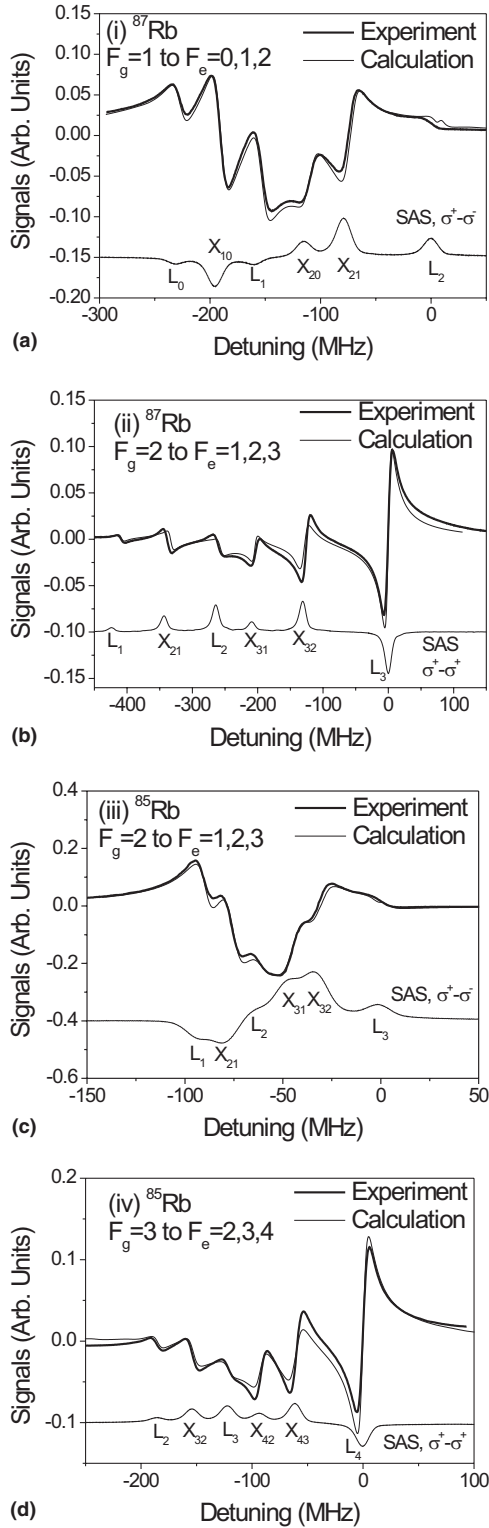 (i) ⁸⁷Rb
F_g=1 to F_e=0,1,2
Experiment
Calculation
0.15
0.10
0.05
0.00
-0.05
-0.10
-0.15
-0.20
Signals (Arb. Units)
SAS, σ⁺-σ⁻
L₀
X₁₀
L₁
X₂₀
X₂₁
L₂
-300
-200
-100
0
Detuning (MHz)
(a)
(ii) ⁸⁷Rb
F_g=2 to F_e=1,2,3
Experiment
Calculation
0.15
0.10
0.05
0.00
-0.05
-0.10
-0.15
Signals (Arb. Units)
L₁
X₂₁
L₂
X₃₁
X₃₂
L₃
SAS
σ⁺-σ⁺
-400
-300
-200
-100
0
100
Detuning (MHz)
(b)
(iii) ⁸⁵Rb
F_g=2 to F_e=1,2,3
Experiment
Calculation
0.4
0.2
0.0
-0.2
-0.4
-0.6
Signals (Arb. Units)
L₁
X₂₁
L₂
X₃₁
X₃₂
L₃
SAS, σ⁺-σ⁻
-150
-100
-50
0
50
Detuning (MHz)
(c)
(iv) ⁸⁵Rb
F_g=3 to F_e=2,3,4
Experiment
Calculation
0.2
0.1
0.0
-0.1
Signals (Arb. Units)
L₂
X₃₂
L₃
X₄₂
X₄₃
L₄
SAS, σ⁺-σ⁺
-200
-100
0
100
Detuning (MHz)
(d)